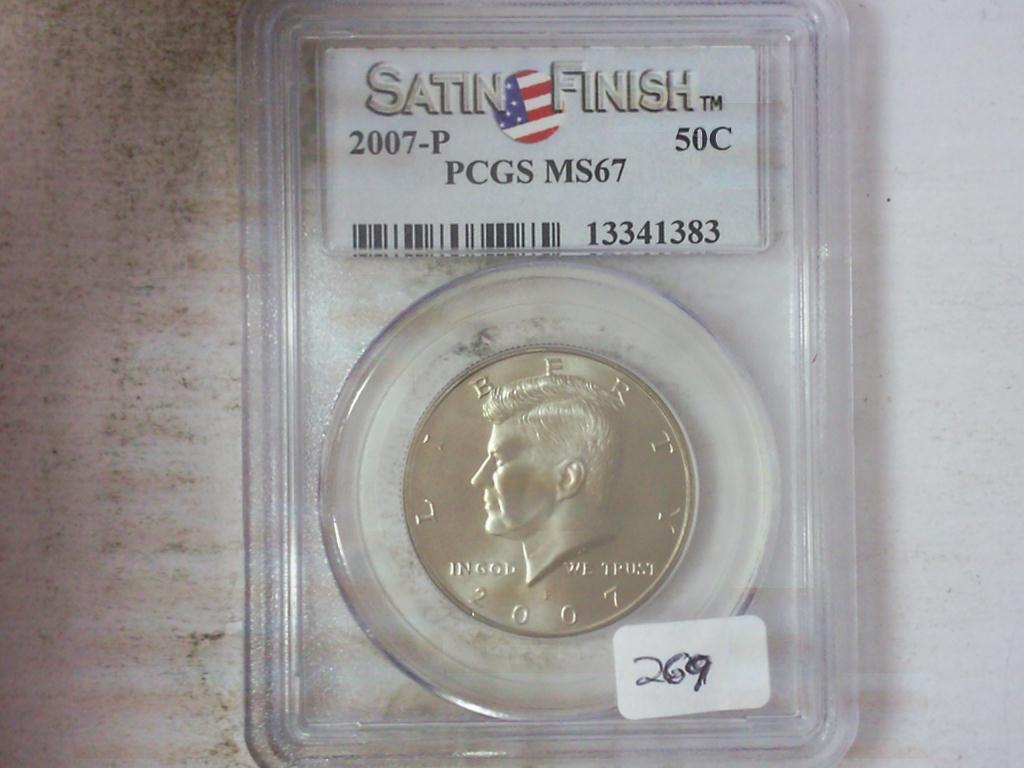 SATIN FINISH™
2007-P 50C
PCGS MS67
13341383
LIBERTY
IN GOD WE TRUST
2007
269